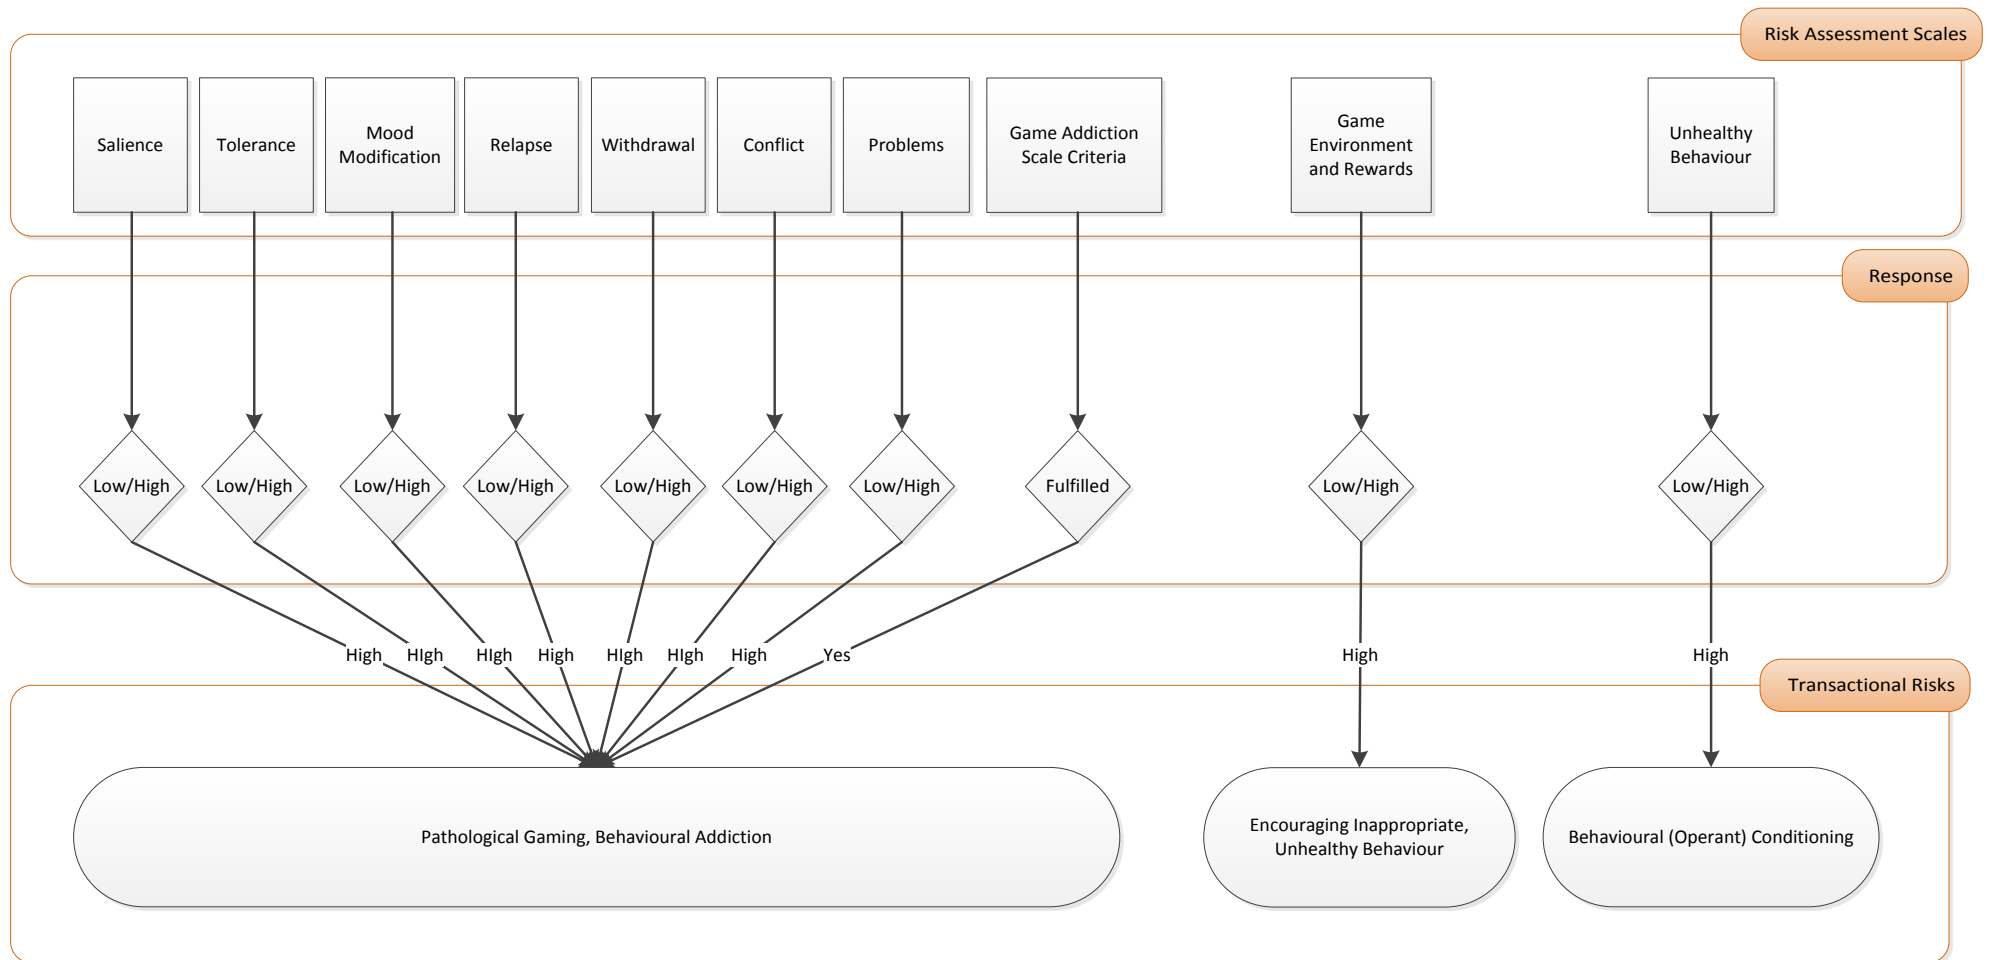 Risk Assessment Scales
Salience
Tolerance
Mood
Modification
Relapse
Withdrawal
Conflict
Problems
Game Addiction
Scale Criteria
Game
Environment
and Rewards
Unhealthy
Behaviour
Response
Low/High
Low/High
Low/High
Low/High
Low/High
Low/High
Low/High
Fulfilled
Low/High
Low/High
High
HIgh
HIgh
High
HIgh
HIgh
High
Yes
High
High
Transactional Risks
Pathological Gaming, Behavioural Addiction
Encouraging Inappropriate,
Unhealthy Behaviour
Behavioural (Operant) Conditioning